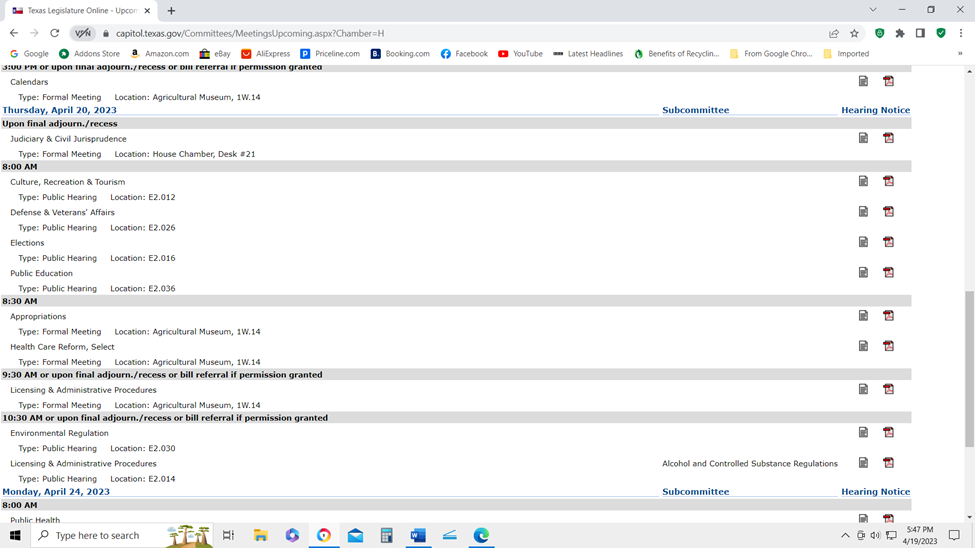 Texas Legislature Online - Upcom
VPN
capitol.texas.gov/Committees/MeetingsUpcoming.aspx?Chamber=H
Google Addons Store Amazon.com eBay AliExpress Priceline.com Booking.com Facebook YouTube Latest Headlines Benefits of Recyclin... From Google Chro... Imported »
3:00 PM or upon final adjourn./recess or bill referral if permission granted
Calendars
Type: Formal Meeting Location: Agricultural Museum, 1W.14
Thursday, April 20, 2023 Subcommittee Hearing Notice
Upon final adjourn./recess
Judiciary & Civil Jurisprudence
Type: Formal Meeting Location: House Chamber, Desk #21
8:00 AM
Culture, Recreation & Tourism
Type: Public Hearing Location: E2.012
Defense & Veterans' Affairs
Type: Public Hearing Location: E2.026
Elections
Type: Public Hearing Location: E2.016
Public Education
Type: Public Hearing Location: E2.036
8:30 AM
Appropriations
Type: Formal Meeting Location: Agricultural Museum, 1W.14
Health Care Reform, Select
Type: Formal Meeting Location: Agricultural Museum, 1W.14
9:30 AM or upon final adjourn./recess or bill referral if permission granted
Licensing & Administrative Procedures
Type: Formal Meeting Location: Agricultural Museum, 1W.14
10:30 AM or upon final adjourn./recess or bill referral if permission granted
Environmental Regulation
Type: Public Hearing Location: E2.030
Licensing & Administrative Procedures Alcohol and Controlled Substance Regulations
Type: Public Hearing Location: E2.014
Monday, April 24, 2023 Subcommittee Hearing Notice
8:00 AM
Public Health
Type here to search
5:47 PM
4/19/2023